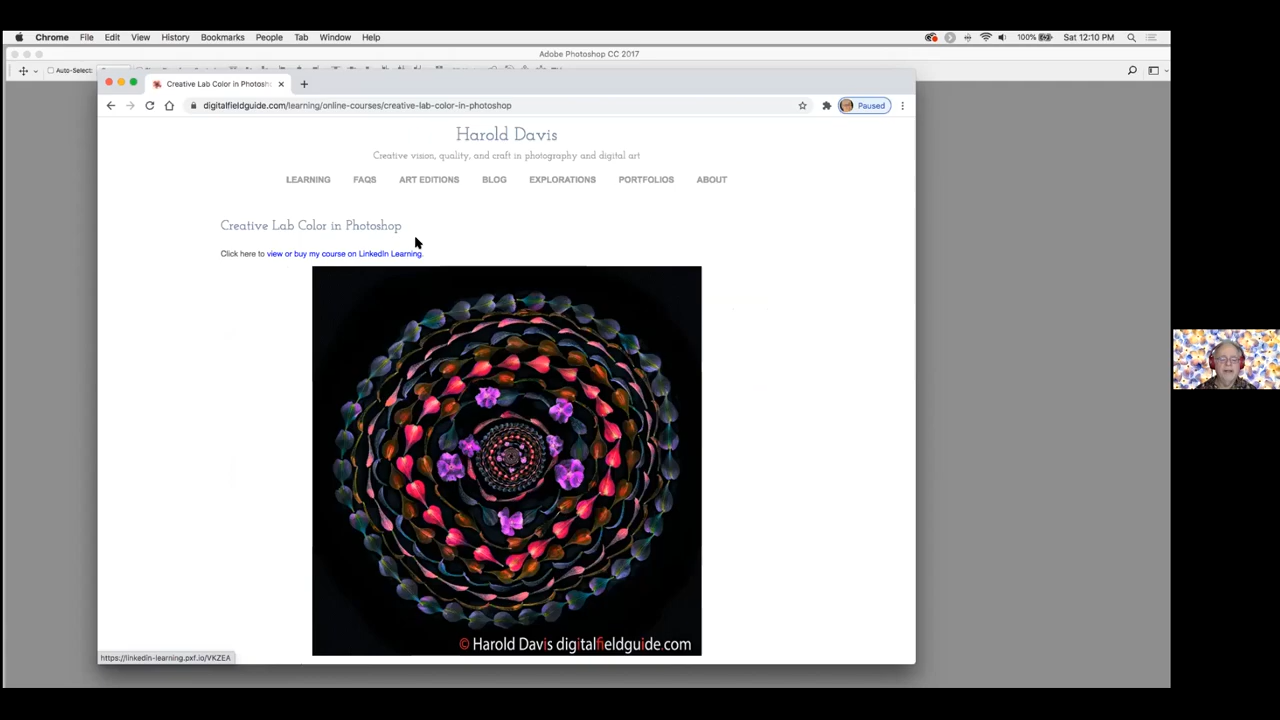 Chrome File Edit View History Bookmarks People Tab Window Help 100% Sat 12:10 PM
Adobe Photoshop CC 2017
Auto-Select:
Creative Lab Color in Photosh
digitalfieldguide.com/learning/online-courses/creative-lab-color-in-photoshop Paused
Harold Davis
Creative vision, quality, and craft in photography and digital art
LEARNING FAQS ART EDITIONS BLOG EXPLORATIONS PORTFOLIOS ABOUT
Creative Lab Color in Photoshop
Click here to view or buy my course on LinkedIn Learning.
© Harold Davis digitalfieldguide.com
https://linkedin-learning.pxf.io/VKZEA